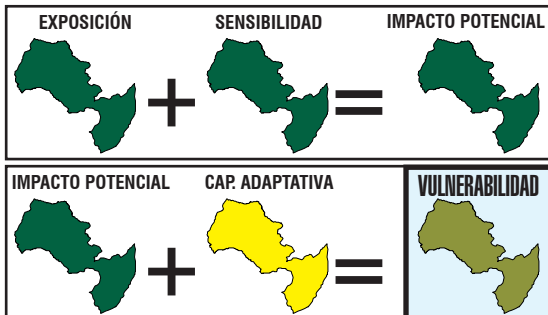 EXPOSICIÓN SENSIBILIDAD IMPACTO POTENCIAL
+ =
IMPACTO POTENCIAL CAP. ADAPTATIVA VULNERABILIDAD
+ =